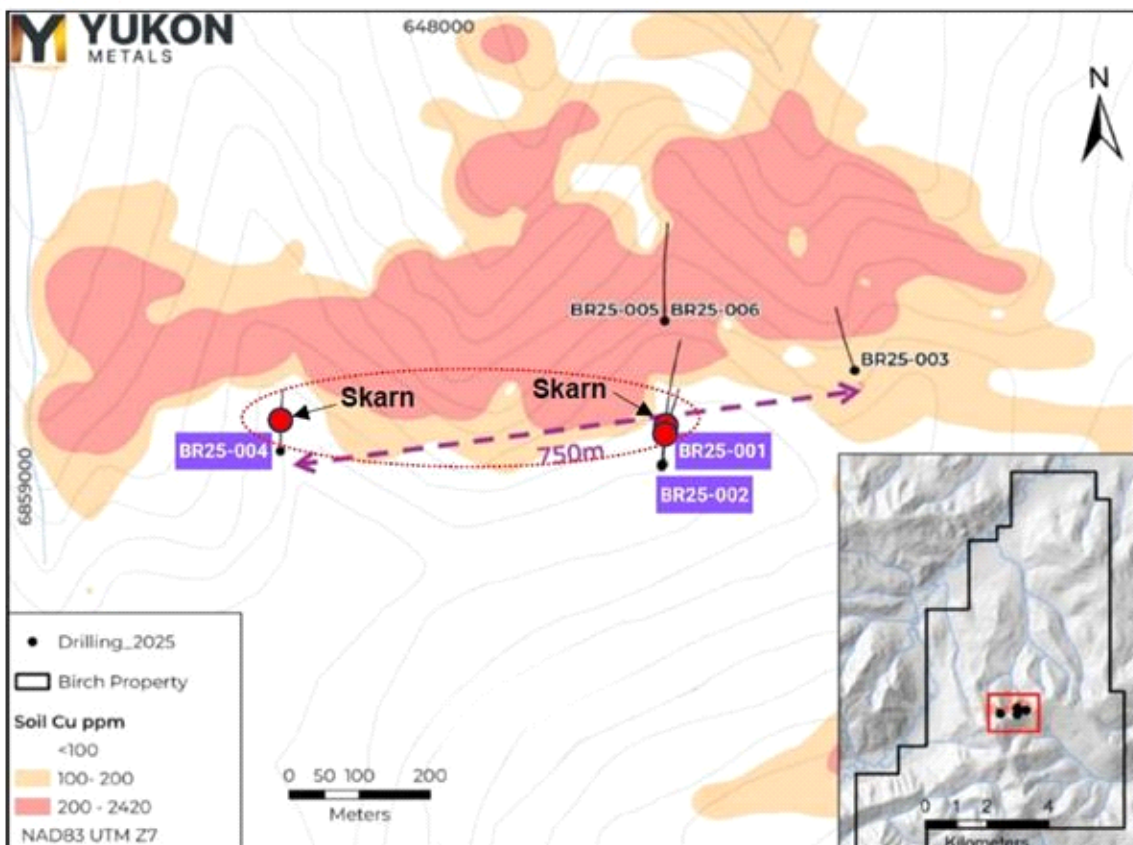 YUKON
METALS
648000
N
BR25-005 BR25-006
BR25-003
Skarn
Skarn
BR25-004
BR25-001
750m
BR25-002
6859000
Drilling_2025
Birch Property
Soil Cu ppm
<100
100- 200
200 - 2420
NAD83 UTM Z7
0 50 100 200
Meters
0 1 2 4
Kilometers